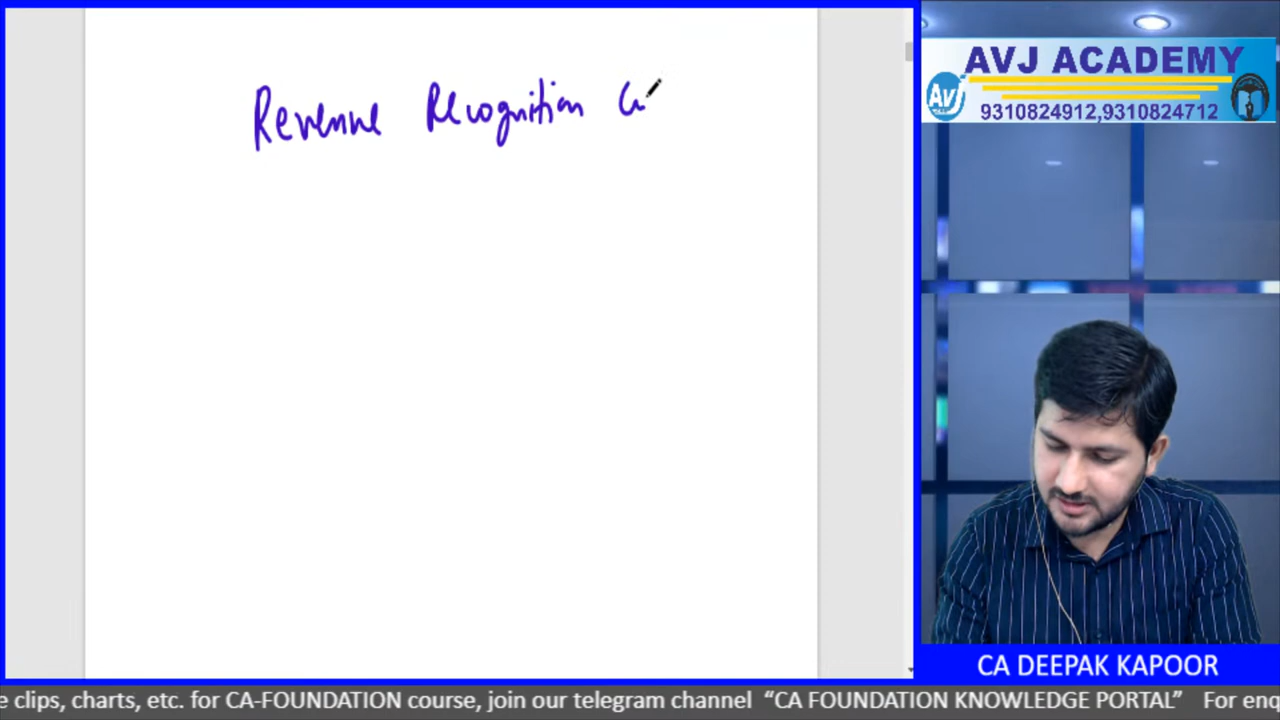 Revenue Recognition
AVJ ACADEMY
AV
9310824912,9310824712
CA DEEPAK KAPOOR
e clips, charts, etc. for CA-FOUNDATION course, join our telegram channel “CA FOUNDATION KNOWLEDGE PORTAL” For enq